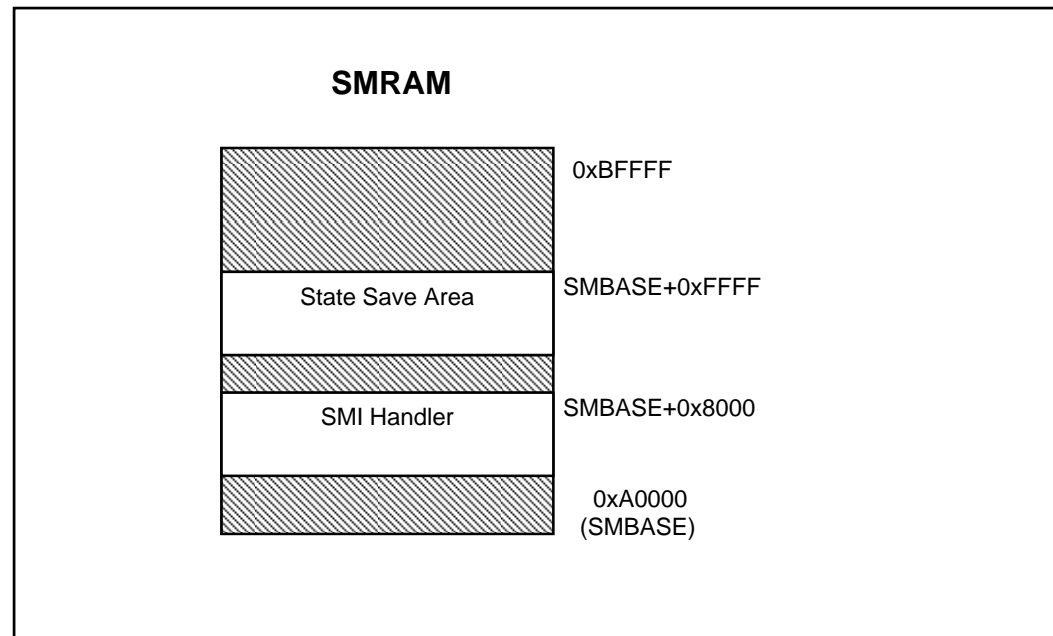 SMRAM
0xBFFFF
State Save Area
SMBASE+0xFFFF
SMI Handler
SMBASE+0x8000
0xA0000
(SMBASE)